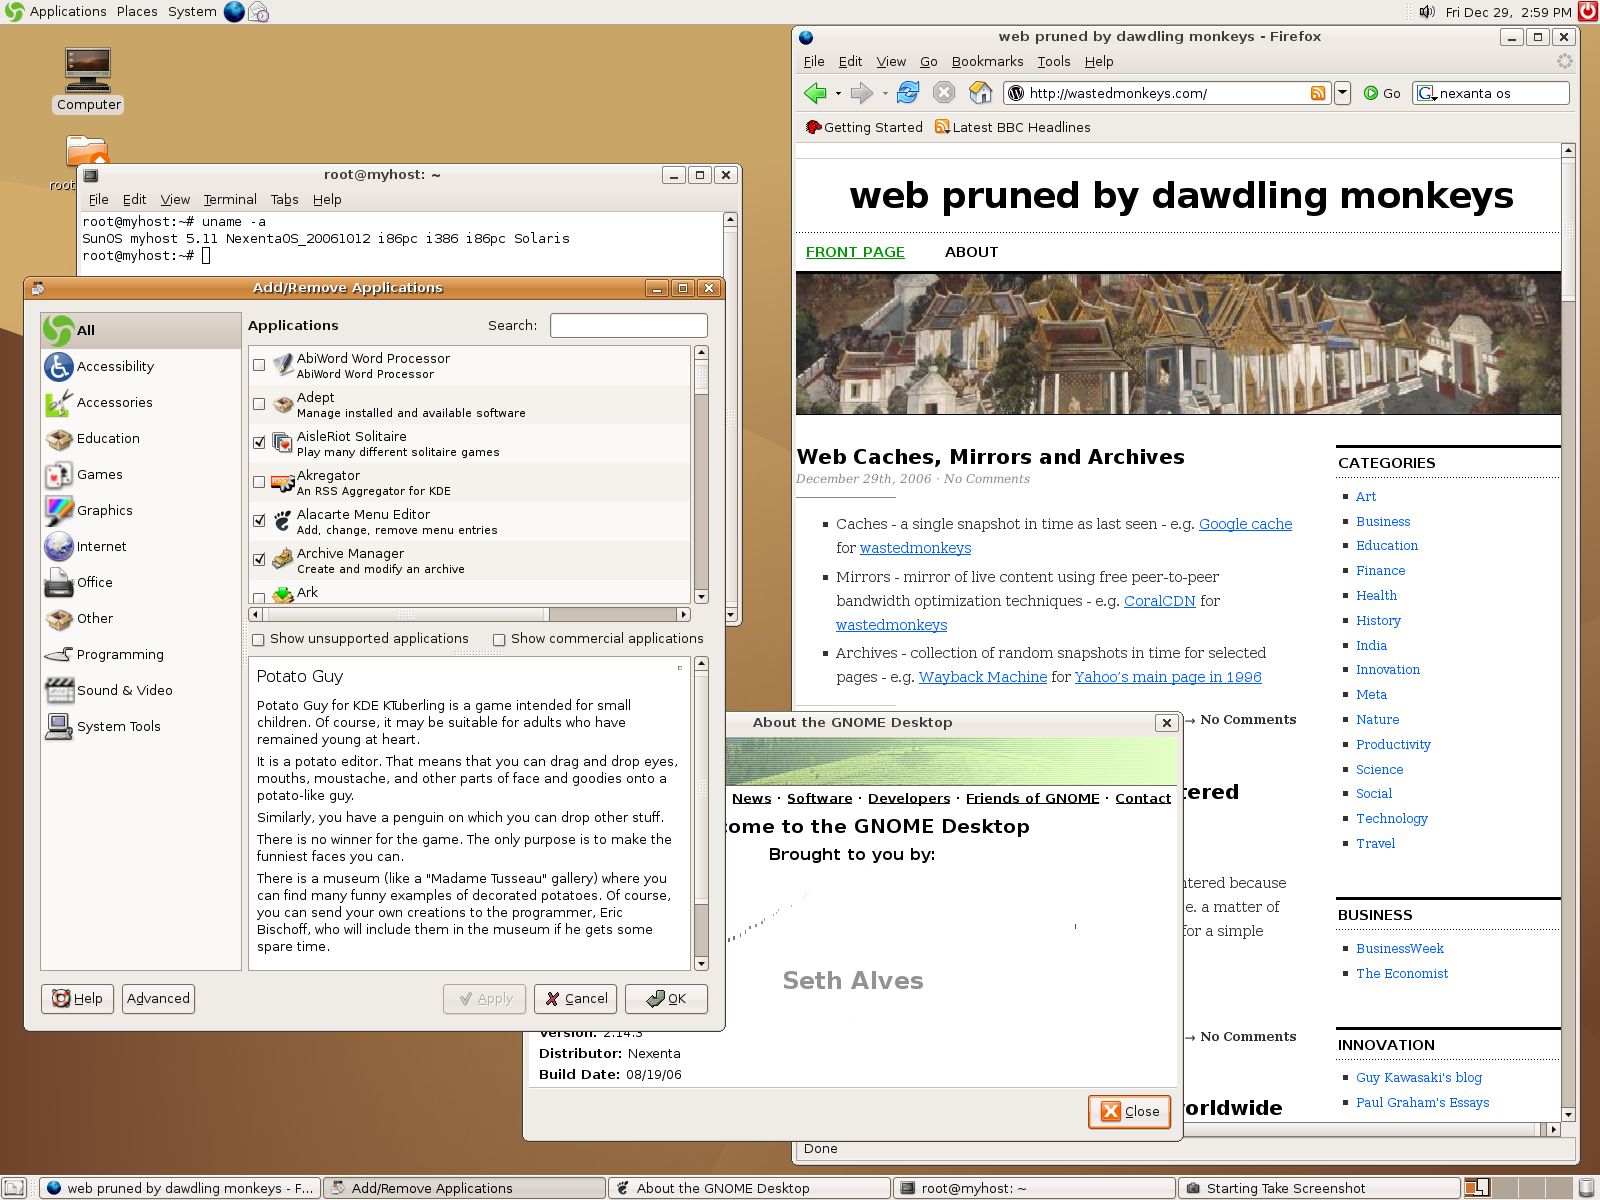 Applications Places System
Fri Dec 29, 2:59 PM
Computer
root
root@myhost: ~
File Edit View Terminal Tabs Help
root@myhost:~# uname -a
SunOS myhost 5.11 NexentaOS_20061012 i86pc i386 i86pc Solaris
root@myhost:~#
Add/Remove Applications
All
Accessibility
Accessories
Education
Games
Graphics
Internet
Office
Other
Programming
Sound & Video
System Tools
Applications
Search:
AbiWord Word Processor
AbiWord Word Processor
Adept
Manage installed and available software
AisleRiot Solitaire
Play many different solitaire games
Akregator
An RSS Aggregator for KDE
Alacarte Menu Editor
Add, change, remove menu entries
Archive Manager
Create and modify an archive
Ark
Show unsupported applications Show commercial applications
Potato Guy
Potato Guy for KDE KTuberling is a game intended for small
children. Of course, it may be suitable for adults who have
remained young at heart.
It is a potato editor. That means that you can drag and drop eyes,
mouths, moustache, and other parts of face and goodies onto a
potato-like guy.
Similarly, you have a penguin on which you can drop other stuff.
There is no winner for the game. The only purpose is to make the
funniest faces you can.
There is a museum (like a "Madame Tusseau" gallery) where you
can find many funny examples of decorated potatoes. Of course,
you can send your own creations to the programmer, Eric
Bischoff, who will include them in the museum if he gets some
spare time.
Help Advanced Apply Cancel OK
web pruned by dawdling monkeys - Firefox
File Edit View Go Bookmarks Tools Help
http://wastedmonkeys.com/
Go
G nexanta os
Getting Started Latest BBC Headlines
web pruned by dawdling monkeys
FRONT PAGE ABOUT
Web Caches, Mirrors and Archives
December 29th, 2006 · No Comments
Caches - a single snapshot in time as last seen - e.g. Google cache
for wastedmonkeys
Mirrors - mirror of live content using free peer-to-peer
bandwidth optimization techniques - e.g. CoralCDN for
wastedmonkeys
Archives - collection of random snapshots in time for selected
pages - e.g. Wayback Machine for Yahoo's main page in 1996
→ No Comments
tered
ntered because
e. a matter of
for a simple
→ No Comments
orldwide
CATEGORIES
Art
Business
Education
Finance
Health
History
India
Innovation
Meta
Nature
Productivity
Science
Social
Technology
Travel
BUSINESS
BusinessWeek
The Economist
INNOVATION
Guy Kawasaki's blog
Paul Graham's Essays
Done
About the GNOME Desktop
News · Software · Developers · Friends of GNOME · Contact
come to the GNOME Desktop
Brought to you by:
Seth Alves
Version: 2.14.3
Distributor: Nexenta
Build Date: 08/19/06
Close
web pruned by dawdling monkeys - F...
Add/Remove Applications
About the GNOME Desktop
root@myhost: ~
Starting Take Screenshot